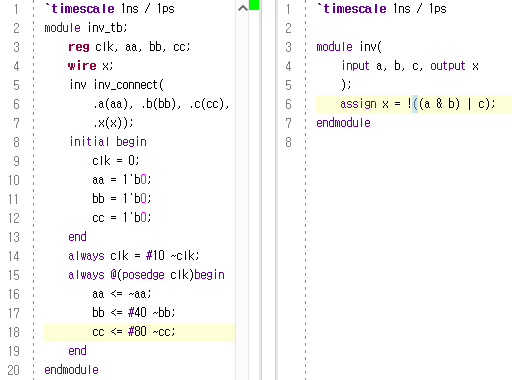 1 `timescale 1ns / 1ps
2 module inv_tb;
3 reg clk, aa, bb, cc;
4 wire x;
5 inv inv_connect(
6 .a(aa), .b(bb), .c(cc),
7 .x(x));
8 initial begin
9 clk = 0;
10 aa = 1'b0;
11 bb = 1'b0;
12 cc = 1'b0;
13 end
14 always clk = #10 ~clk;
15 always @(posedge clk)begin
16 aa <= ~aa;
17 bb <= #40 ~bb;
18 cc <= #80 ~cc;
19 end
20 endmodule
1 `timescale 1ns / 1ps
2
3 module inv(
4 input a, b, c, output x
5 );
6 assign x = !((a & b) | c);
7 endmodule
8